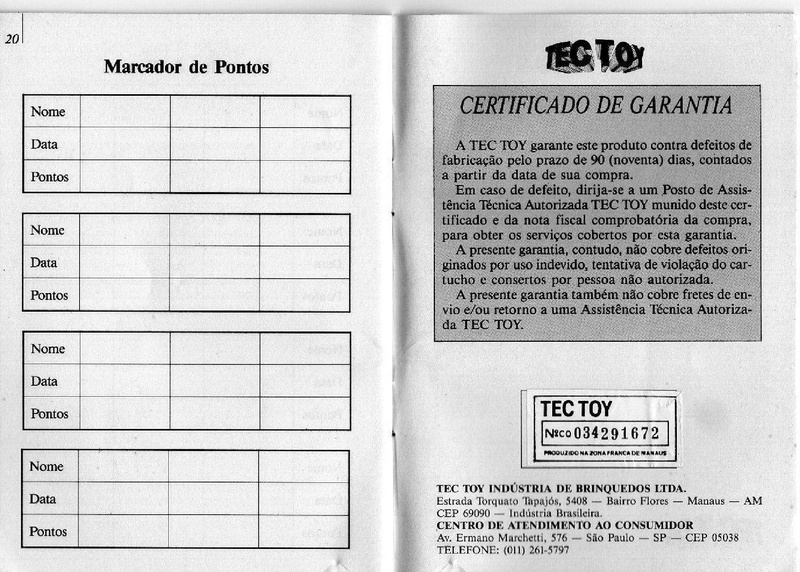 20
Marcador de Pontos
Nome
Data
Pontos
Nome
Data
Pontos
Nome
Data
Pontos
Nome
Data
Pontos
TEC TOY
CERTIFICADO DE GARANTIA
A TEC TOY garante este produto contra defeitos de
fabricação pelo prazo de 90 (noventa) dias, contados
a partir da data de sua compra.
Em caso de defeito, dirija-se a um Posto de Assis-
tência Técnica Autorizada TEC TOY munido deste cer-
tificado e da nota fiscal comprobatória da compra,
para obter os serviços cobertos por esta garantia.
A presente garantia, contudo, não cobre defeitos ori-
ginados por uso indevido, tentativa de violação do car-
tucho e consertos por pessoa não autorizada.
A presente garantia também não cobre fretes de en-
vio e/ou retorno a uma Assistência Técnica Autoriza-
da TEC TOY.
TEC TOY
Nºco 034291672
PRODUZIDO NA ZONA FRANCA DE MANAUS
TEC TOY INDÚSTRIA DE BRINQUEDOS LTDA.
Estrada Torquato Tapajós, 5408 — Bairro Flores — Manaus — AM
CEP 69090 — Indústria Brasileira.
CENTRO DE ATENDIMENTO AO CONSUMIDOR
Av. Ermano Marchetti, 576 — São Paulo — SP — CEP 05038
TELEFONE: (011) 261-5797